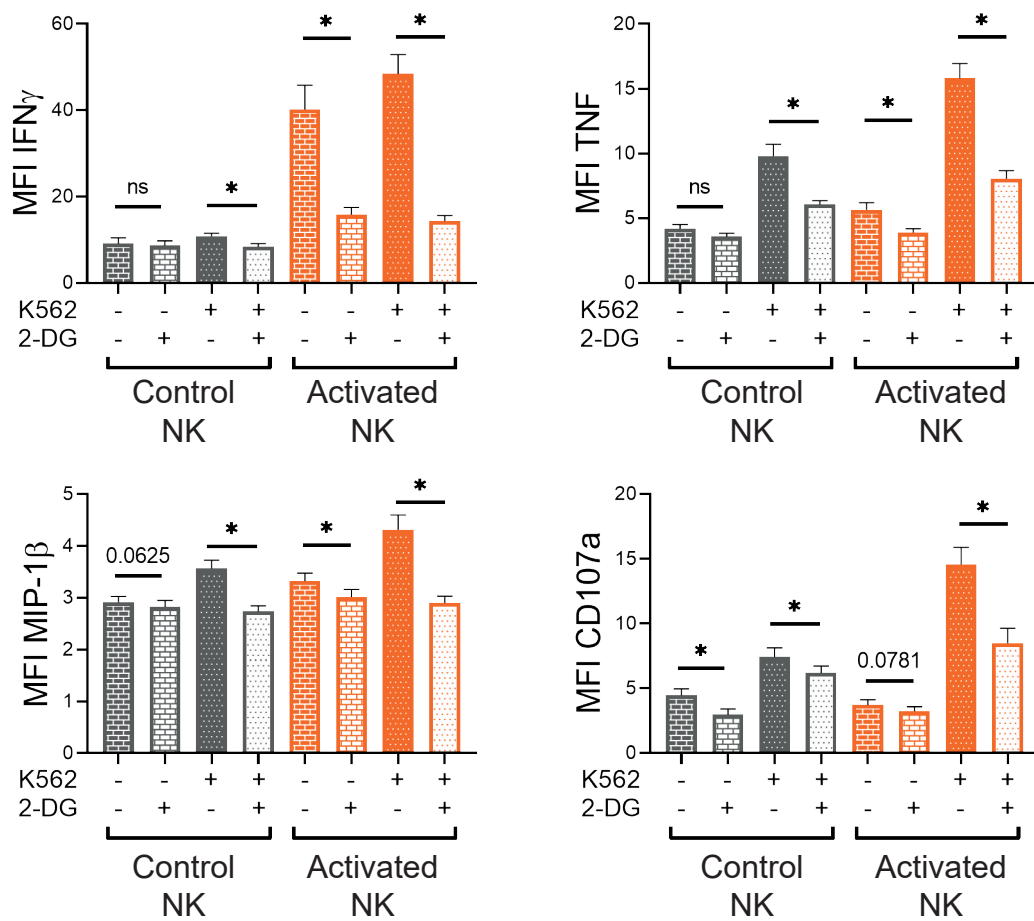 MFI IFNγ
60
40
20
0
ns
*
*
*
K562 - - + + - - + +
2-DG - + - + - + - +
Control NK
Activated NK
MFI TNF
20
15
10
5
0
ns
*
*
*
K562 - - + + - - + +
2-DG - + - + - + - +
Control NK
Activated NK
MFI MIP-1β
5
4
3
2
1
0
0.0625
*
*
*
K562 - - + + - - + +
2-DG - + - + - + - +
Control NK
Activated NK
MFI CD107a
20
15
10
5
0
*
*
0.0781
*
K562 - - + + - - + +
2-DG - + - + - + - +
Control NK
Activated NK